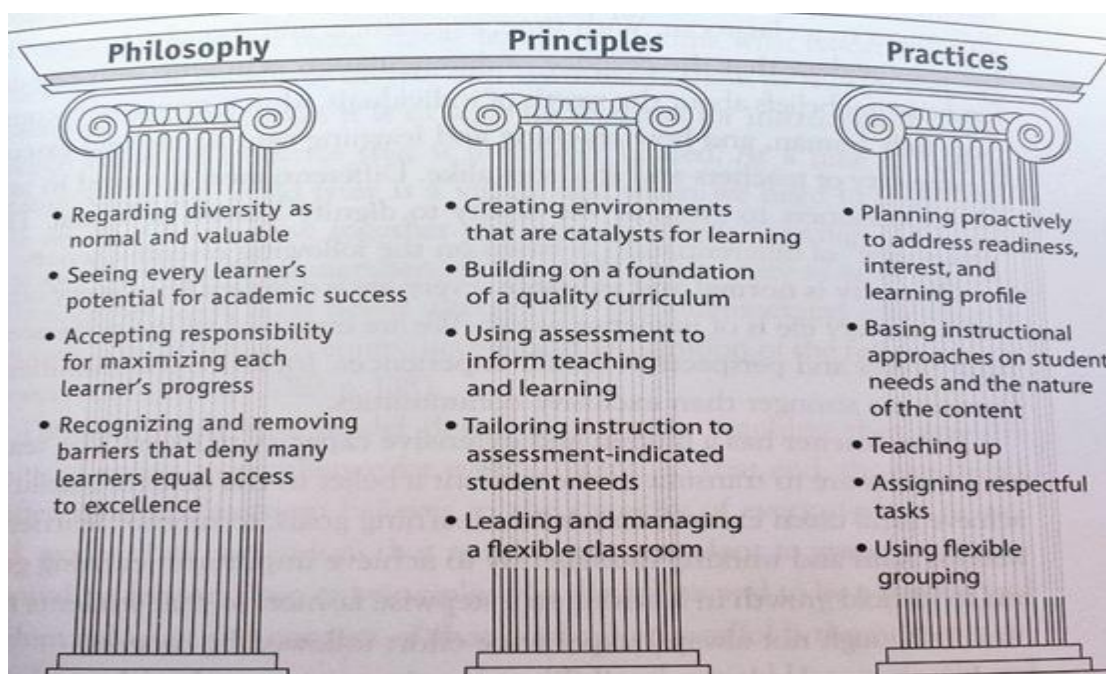 Philosophy
• Regarding diversity as
normal and valuable
• Seeing every learner's
potential for academic success
• Accepting responsibility
for maximizing each
learner's progress
• Recognizing and removing
barriers that deny many
learners equal access
to excellence
Principles
• Creating environments
that are catalysts for learning
• Building on a foundation
of a quality curriculum
• Using assessment to
inform teaching
and learning
• Tailoring instruction to
assessment-indicated
student needs
• Leading and managing
a flexible classroom
Practices
• Planning proactively
to address readiness,
interest, and
learning profile
• Basing instructional
approaches on student
needs and the nature
of the content
• Teaching up
• Assigning respectful
tasks
• Using flexible
grouping